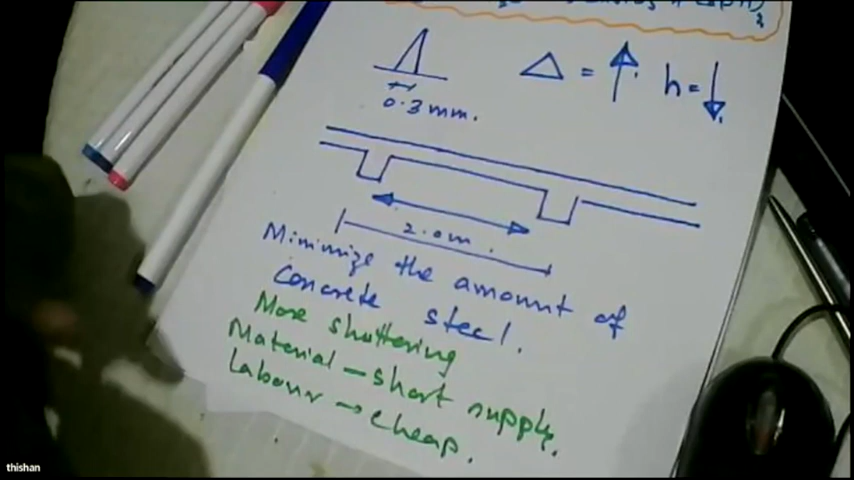 0.3mm.
Δ = ↑ h = ↓
2.0m.
Minimize the amount of
Concrete steel.
More shuttering
Material — short supply.
Labour → cheap.
thishan